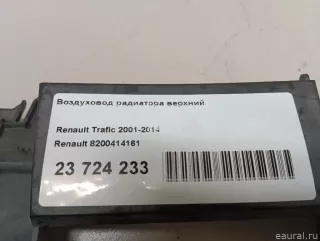 Воздуховод радиатора верхний
Renault Trafic 2001-2014
Renault 8200414161
23 724 233
eaural.ru